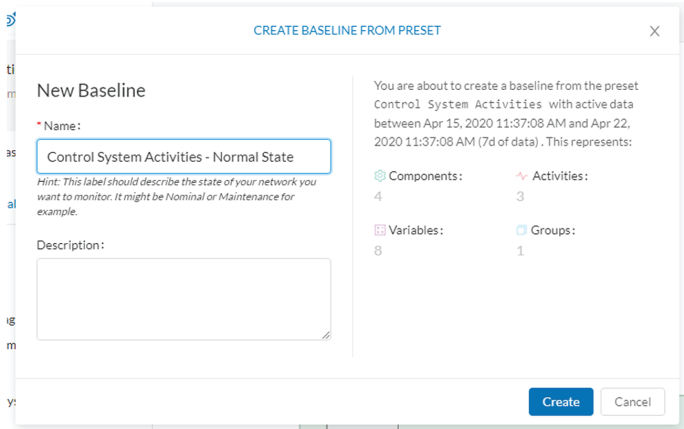 CREATE BASELINE FROM PRESET
New Baseline
* Name:
Control System Activities - Normal State
Hint: This label should describe the state of your network you
want to monitor. It might be Nominal or Maintenance for
example.
Description:
You are about to create a baseline from the preset
Control System Activities with active data
between Apr 15, 2020 11:37:08 AM and Apr 22,
2020 11:37:08 AM (7d of data) . This represents:
Components:
4
Activities:
3
Variables:
8
Groups:
1
Create
Cancel